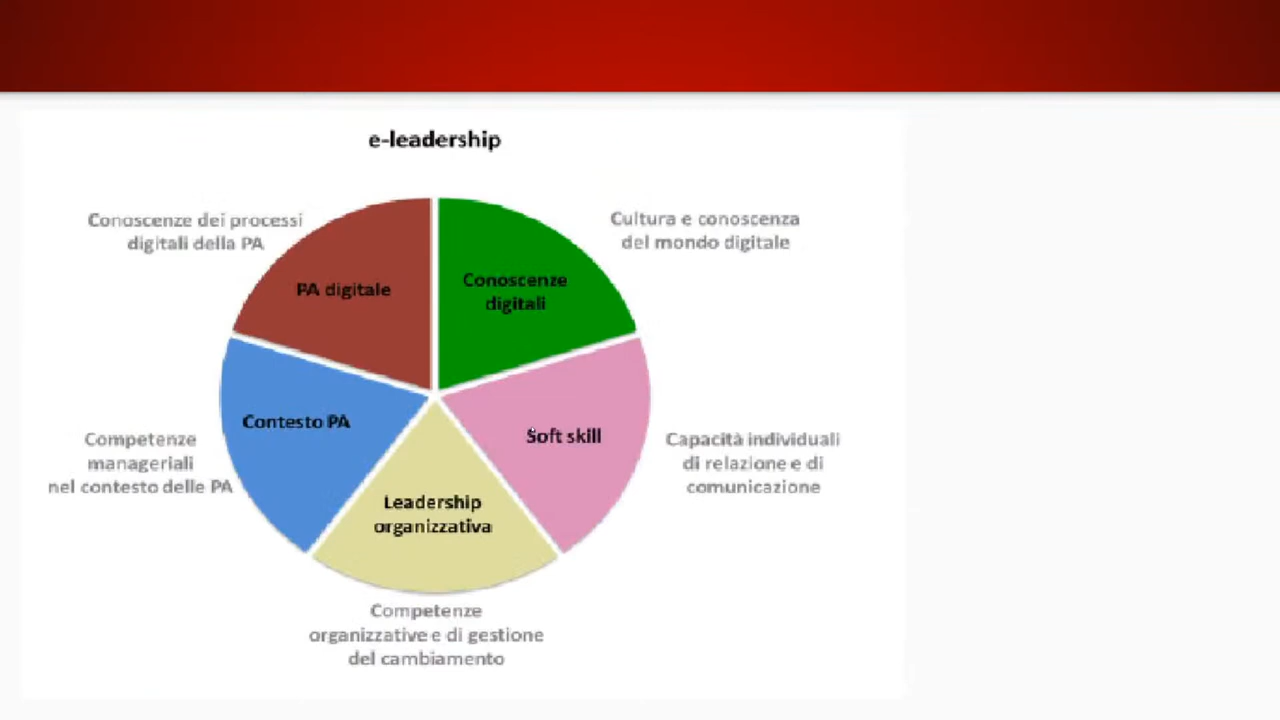 e-leadership
Conoscenze dei processi
digitali della PA
Cultura e conoscenza
del mondo digitale
PA digitale
Conoscenze
digitali
Contesto PA
Soft skill
Competenze
manageriali
nel contesto delle PA
Capacità individuali
di relazione e di
comunicazione
Leadership
organizzativa
Competenze
organizzative e di gestione
del cambiamento